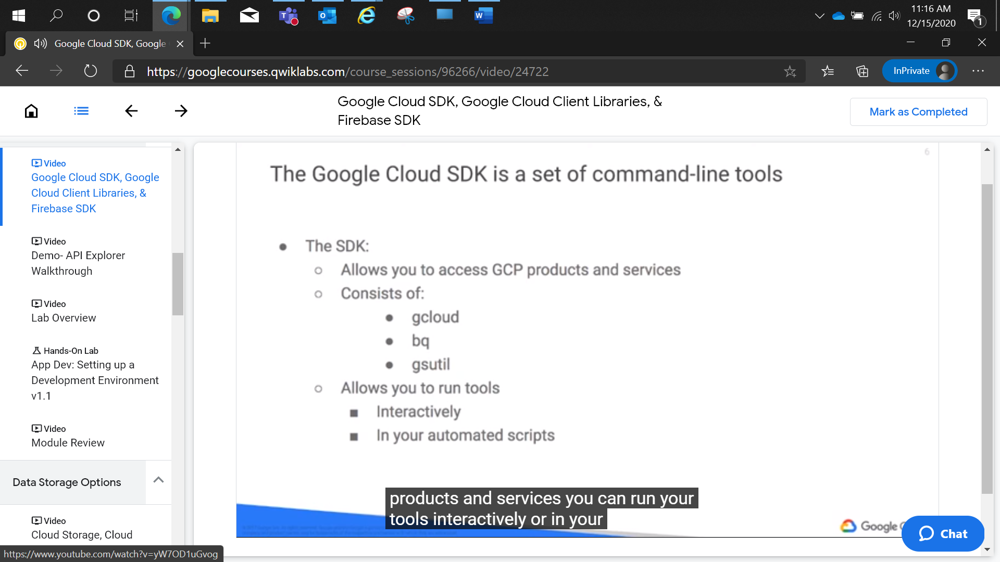 11:16 AM
12/15/2020
1
Google Cloud SDK, Google
https://googlecourses.qwiklabs.com/course_sessions/96266/video/24722
InPrivate
Google Cloud SDK, Google Cloud Client Libraries, &
Firebase SDK
Mark as Completed
Video
Google Cloud SDK, Google
Cloud Client Libraries, &
Firebase SDK
Video
Demo- API Explorer
Walkthrough
Video
Lab Overview
Hands-On Lab
App Dev: Setting up a
Development Environment
v1.1
Video
Module Review
Data Storage Options
Video
Cloud Storage, Cloud
https://www.youtube.com/watch?v=yW7OD1uGvog
6
The Google Cloud SDK is a set of command-line tools
● The SDK:
○ Allows you to access GCP products and services
○ Consists of:
● gcloud
● bq
● gsutil
○ Allows you to run tools
■ Interactively
■ In your automated scripts
products and services you can run your
tools interactively or in your
Google
Chat